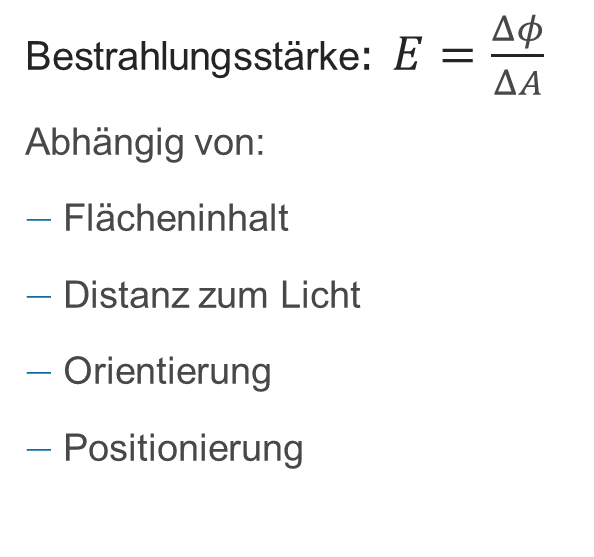 Bestrahlungsstärke: E = Δϕ/ΔA
Abhängig von:
– Flächeninhalt
– Distanz zum Licht
– Orientierung
– Positionierung